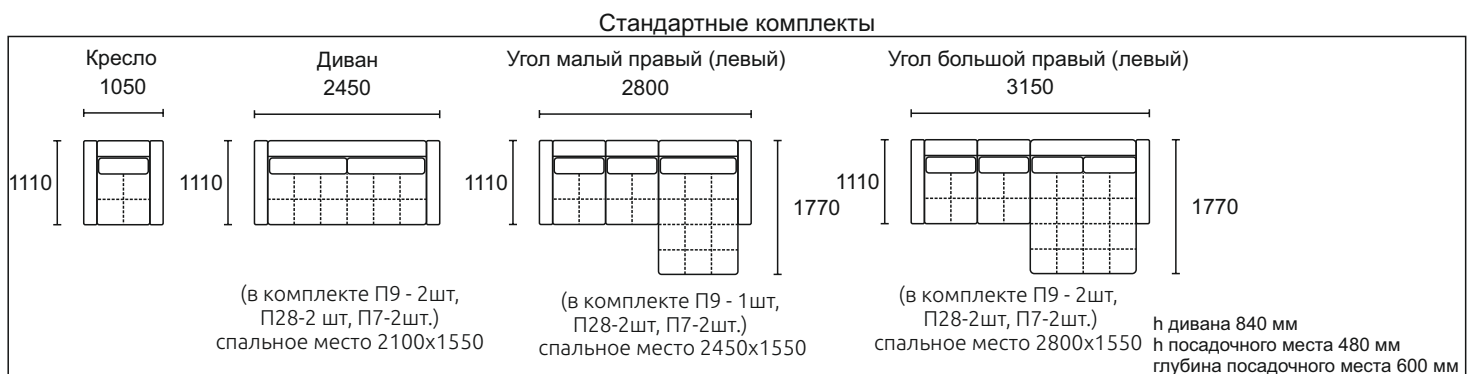 Стандартные комплекты
Кресло
1050
1110
Диван
2450
1110
(в комплекте П9 - 2шт,
П28-2 шт, П7-2шт.)
спальное место 2100х1550
Угол малый правый (левый)
2800
1110
1770
(в комплекте П9 - 1шт,
П28-2шт, П7-2шт.)
спальное место 2450х1550
Угол большой правый (левый)
3150
1110
1770
(в комплекте П9 - 2шт,
П28-2шт, П7-2шт.)
спальное место 2800х1550
h дивана 840 мм
h посадочного места 480 мм
глубина посадочного места 600 мм